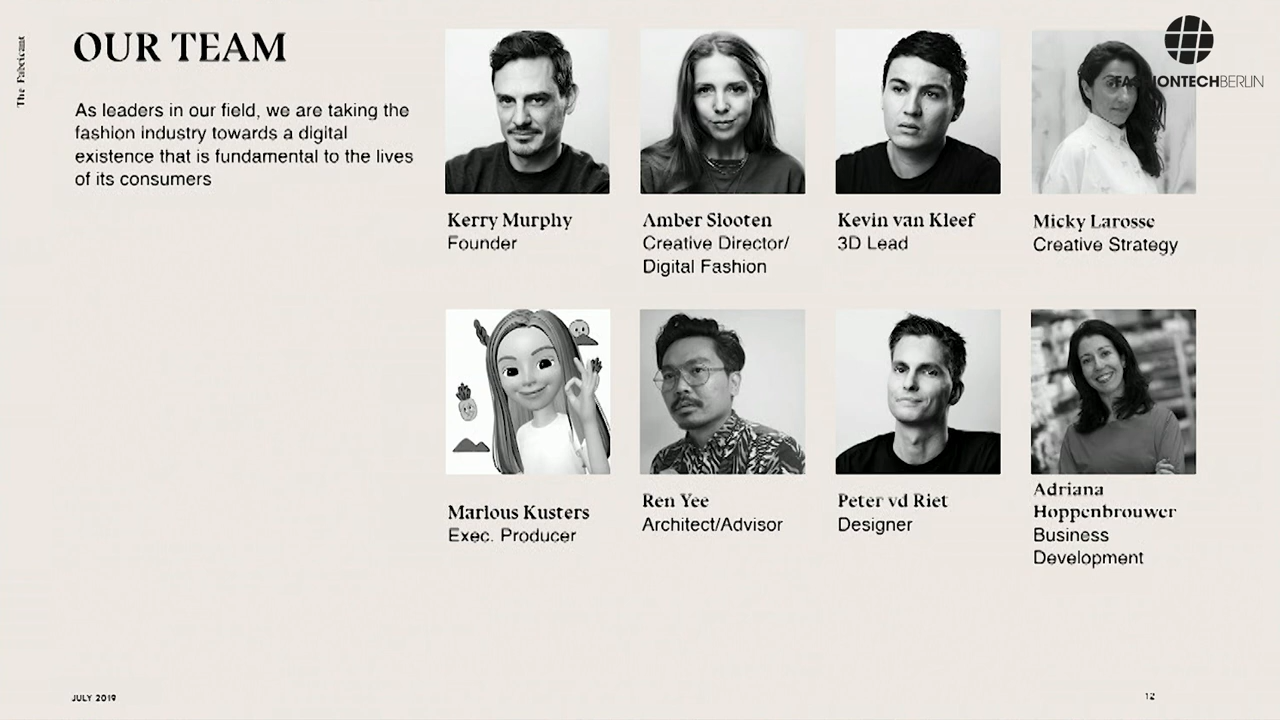 The Fabricant
OUR TEAM
As leaders in our field, we are taking the
fashion industry towards a digital
existence that is fundamental to the lives
of its consumers
FASHIONTECHBERLIN
Kerry Murphy
Founder
Amber Slooten
Creative Director/
Digital Fashion
Kevin van Kleef
3D Lead
Micky Larosse
Creative Strategy
Marlous Kusters
Exec. Producer
Ren Yee
Architect/Advisor
Peter vd Riet
Designer
Adriana
Hoppenbrouwer
Business
Development
JULY 2019
12